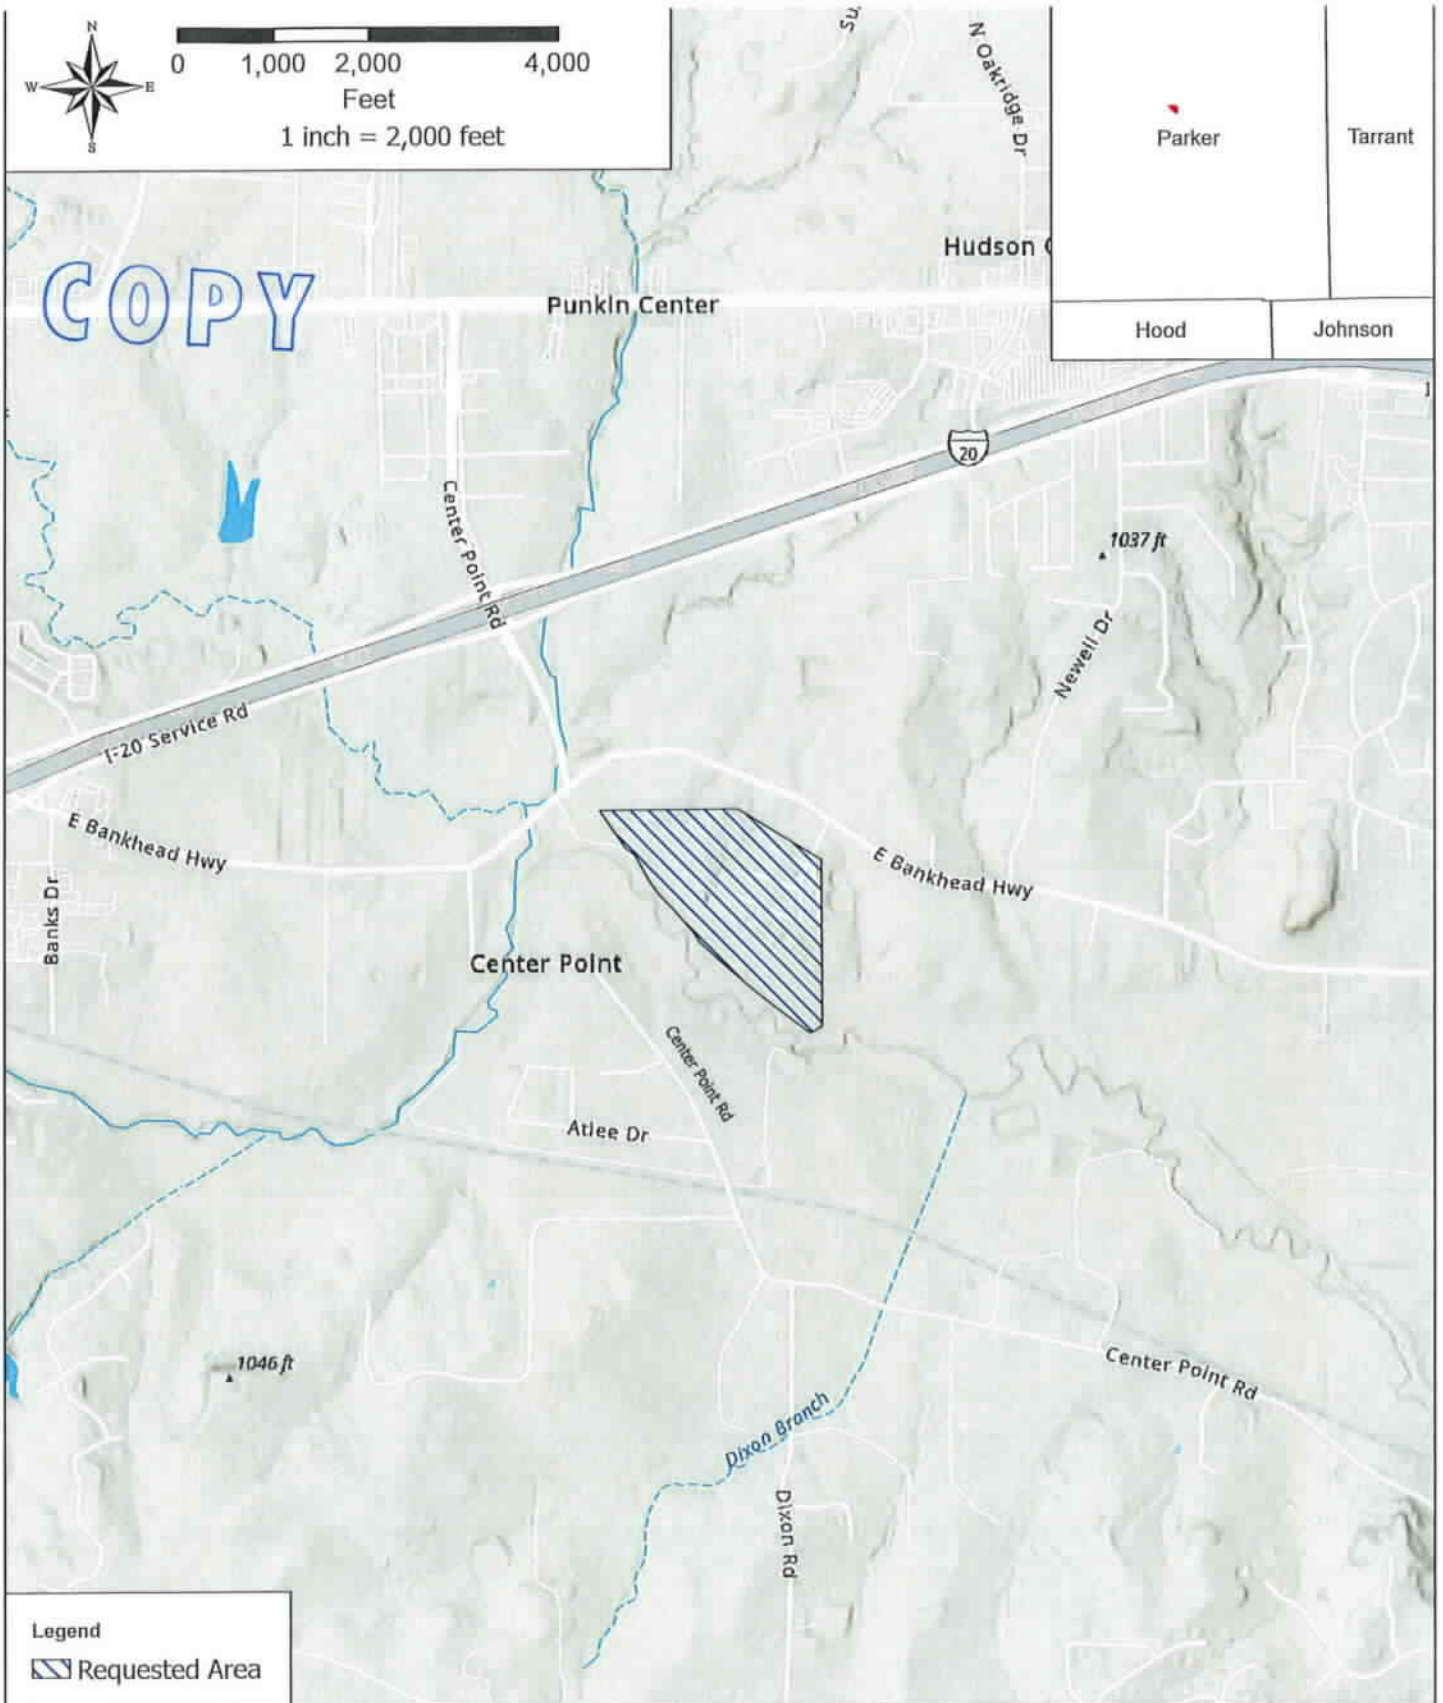 N
W E
S
0 1,000 2,000 4,000
Feet
1 inch = 2,000 feet
N Oakridge Dr
Parker
Tarrant
Hood
Johnson
COPY
Punkin Center
Hudson
20
Center Point Rd
1037 ft
Newell Dr
I-20 Service Rd
E Bankhead Hwy
E Bankhead Hwy
Banks Dr
Center Point
Center Point Rd
Atlee Dr
1046 ft
Center Point Rd
Dixon Branch
Dixon Rd
Legend
Requested Area